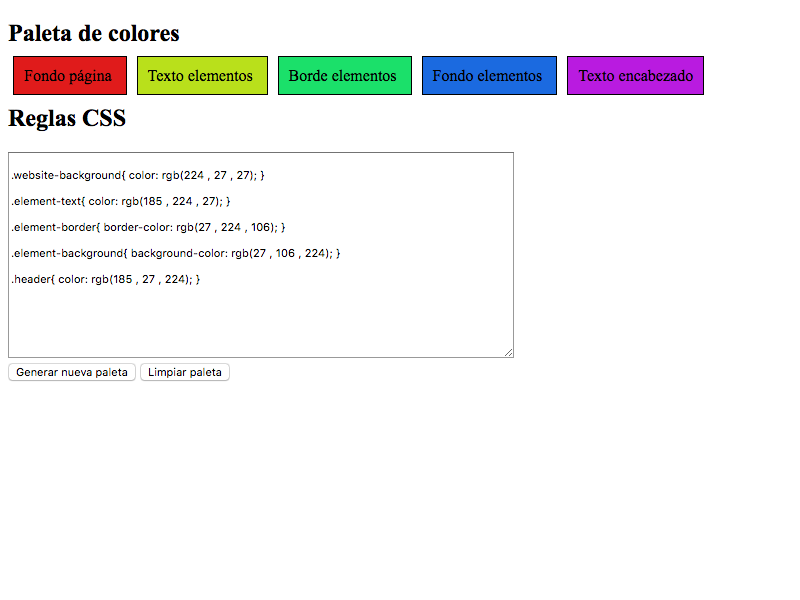 Paleta de colores
Fondo página Texto elementos Borde elementos Fondo elementos Texto encabezado
Reglas CSS
.website-background{ color: rgb(224 , 27 , 27); }
.element-text{ color: rgb(185 , 224 , 27); }
.element-border{ border-color: rgb(27 , 224 , 106); }
.element-background{ background-color: rgb(27 , 106 , 224); }
.header{ color: rgb(185 , 27 , 224); }
Generar nueva paleta Limpiar paleta